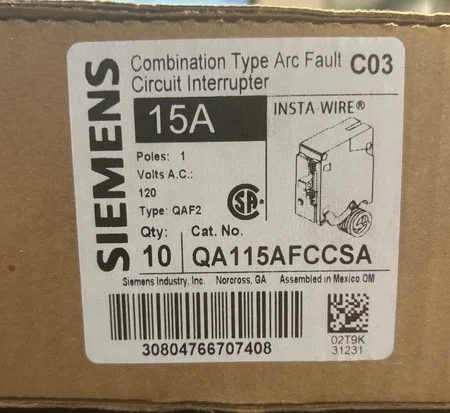 SIEMENS
Combination Type Arc Fault C03
Circuit Interrupter
15A
INSTA-WIRE®
Poles: 1
Volts A.C.:
120
Type: QAF2
Qty: Cat. No.
10 QA115AFCCSA
Siemens Industry, Inc. Norcross, GA Assembled in Mexico OM
30804766707408
02T9K
31231